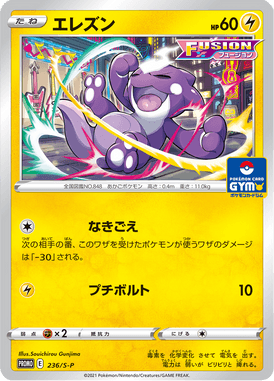 たね エレズン HP60
FUSION
フュージョン
全国図鑑NO.848 あかごポケモン 高さ:0.4m 重さ:11.0kg
POKÉMON CARD
GYM
ポケモンカードジム
なきごえ
次の相手の番、このワザを受けたポケモンが使うワザのダメージ
は「-30」される。
プチボルト 10
弱点 ×2 抵抗力 にげる
Illus.Souichirou Gunjima
PROMO E 236/S-P
毒素を 化学変化 させて 電気を 出す。
電力は 弱いが ビリビリと 痺れる。
©2021 Pokémon/Nintendo/Creatures/GAME FREAK.